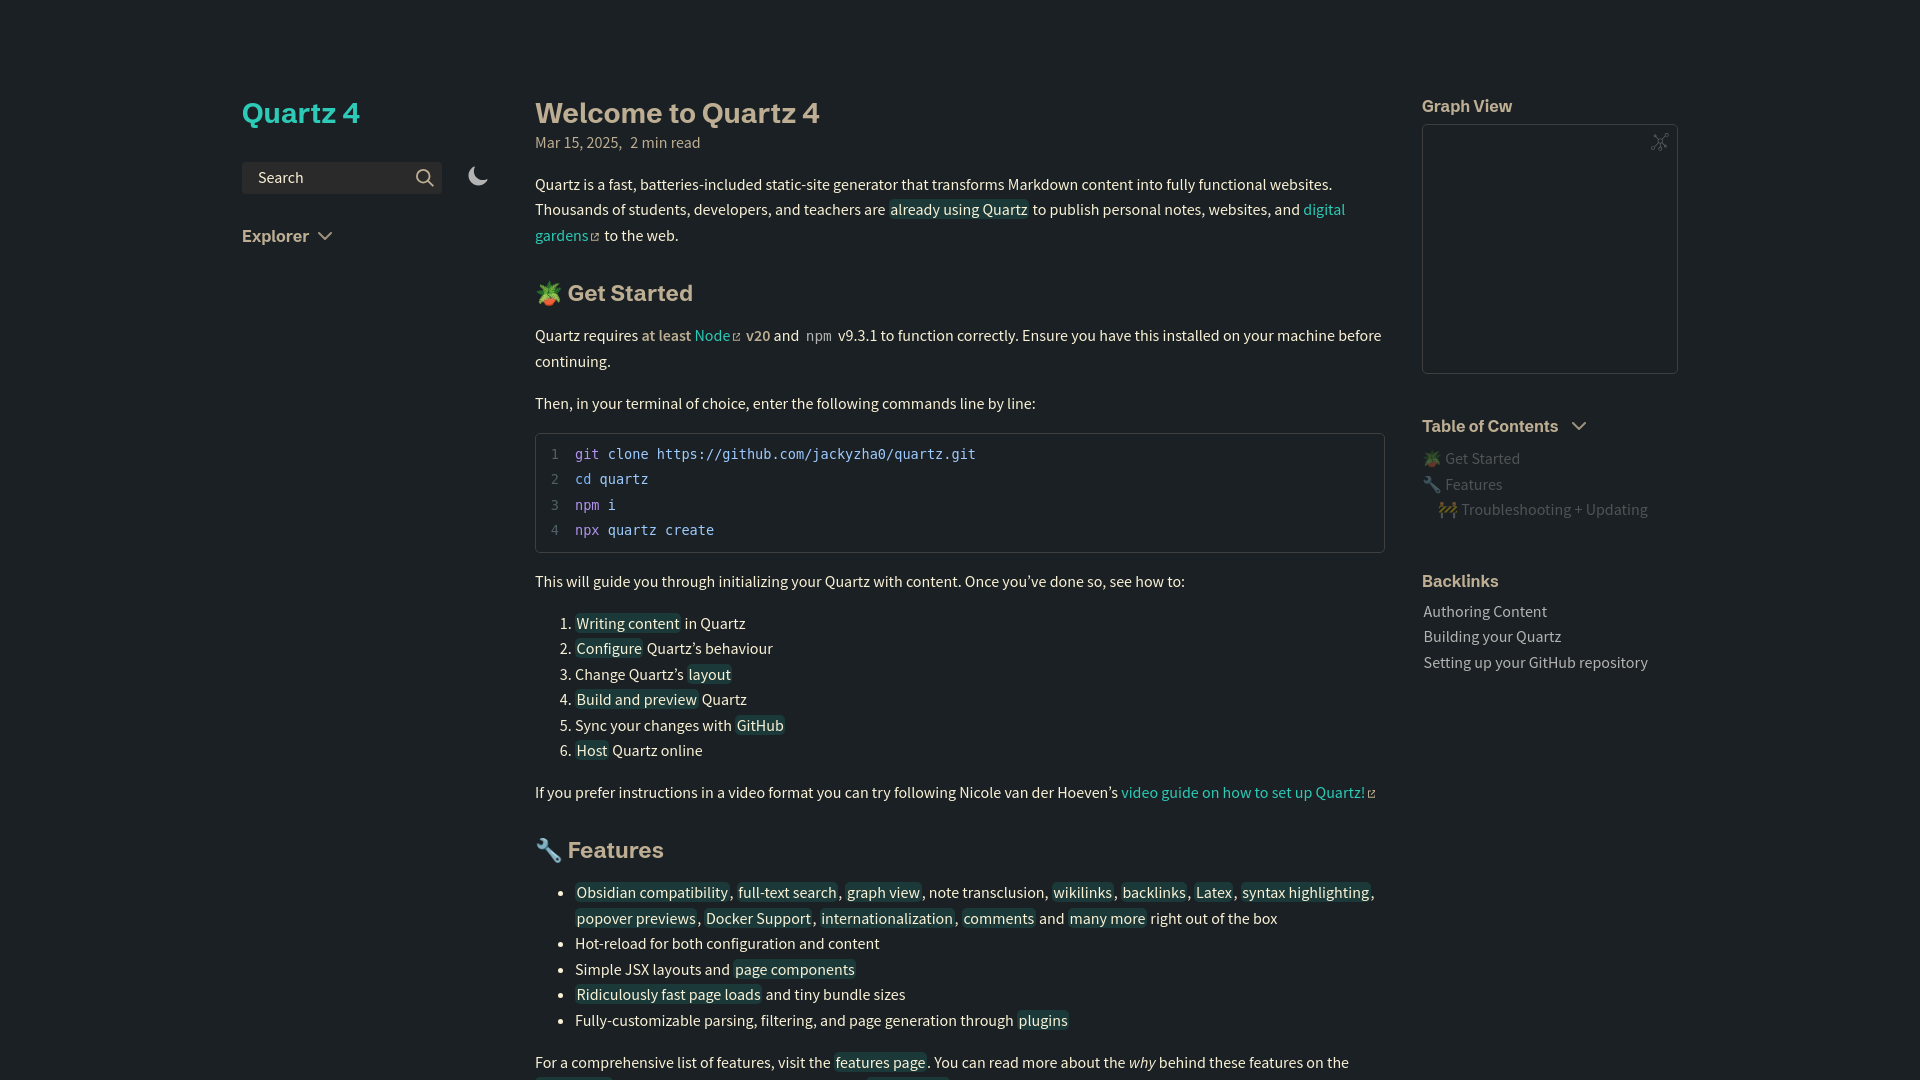 Quartz 4
Search
Explorer
Welcome to Quartz 4
Mar 15, 2025, 2 min read
Quartz is a fast, batteries-included static-site generator that transforms Markdown content into fully functional websites.
Thousands of students, developers, and teachers are already using Quartz to publish personal notes, websites, and digital
gardens to the web.
🪴 Get Started
Quartz requires at least Node v20 and npm v9.3.1 to function correctly. Ensure you have this installed on your machine before
continuing.
Then, in your terminal of choice, enter the following commands line by line:
1 git clone https://github.com/jackyzha0/quartz.git
2 cd quartz
3 npm i
4 npx quartz create
This will guide you through initializing your Quartz with content. Once you’ve done so, see how to:
1. Writing content in Quartz
2. Configure Quartz’s behaviour
3. Change Quartz’s layout
4. Build and preview Quartz
5. Sync your changes with GitHub
6. Host Quartz online
If you prefer instructions in a video format you can try following Nicole van der Hoeven’s video guide on how to set up Quartz!
🔧 Features
• Obsidian compatibility, full-text search, graph view, note transclusion, wikilinks, backlinks, Latex, syntax highlighting,
popover previews, Docker Support, internationalization, comments and many more right out of the box
• Hot-reload for both configuration and content
• Simple JSX layouts and page components
• Ridiculously fast page loads and tiny bundle sizes
• Fully-customizable parsing, filtering, and page generation through plugins
For a comprehensive list of features, visit the features page. You can read more about the why behind these features on the
Graph View
Table of Contents
🪴 Get Started
🔧 Features
🚧 Troubleshooting + Updating
Backlinks
Authoring Content
Building your Quartz
Setting up your GitHub repository